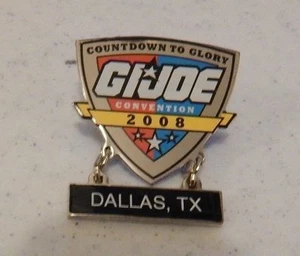 COUNTDOWN TO GLORY
GI JOE
CONVENTION
2008
DALLAS, TX